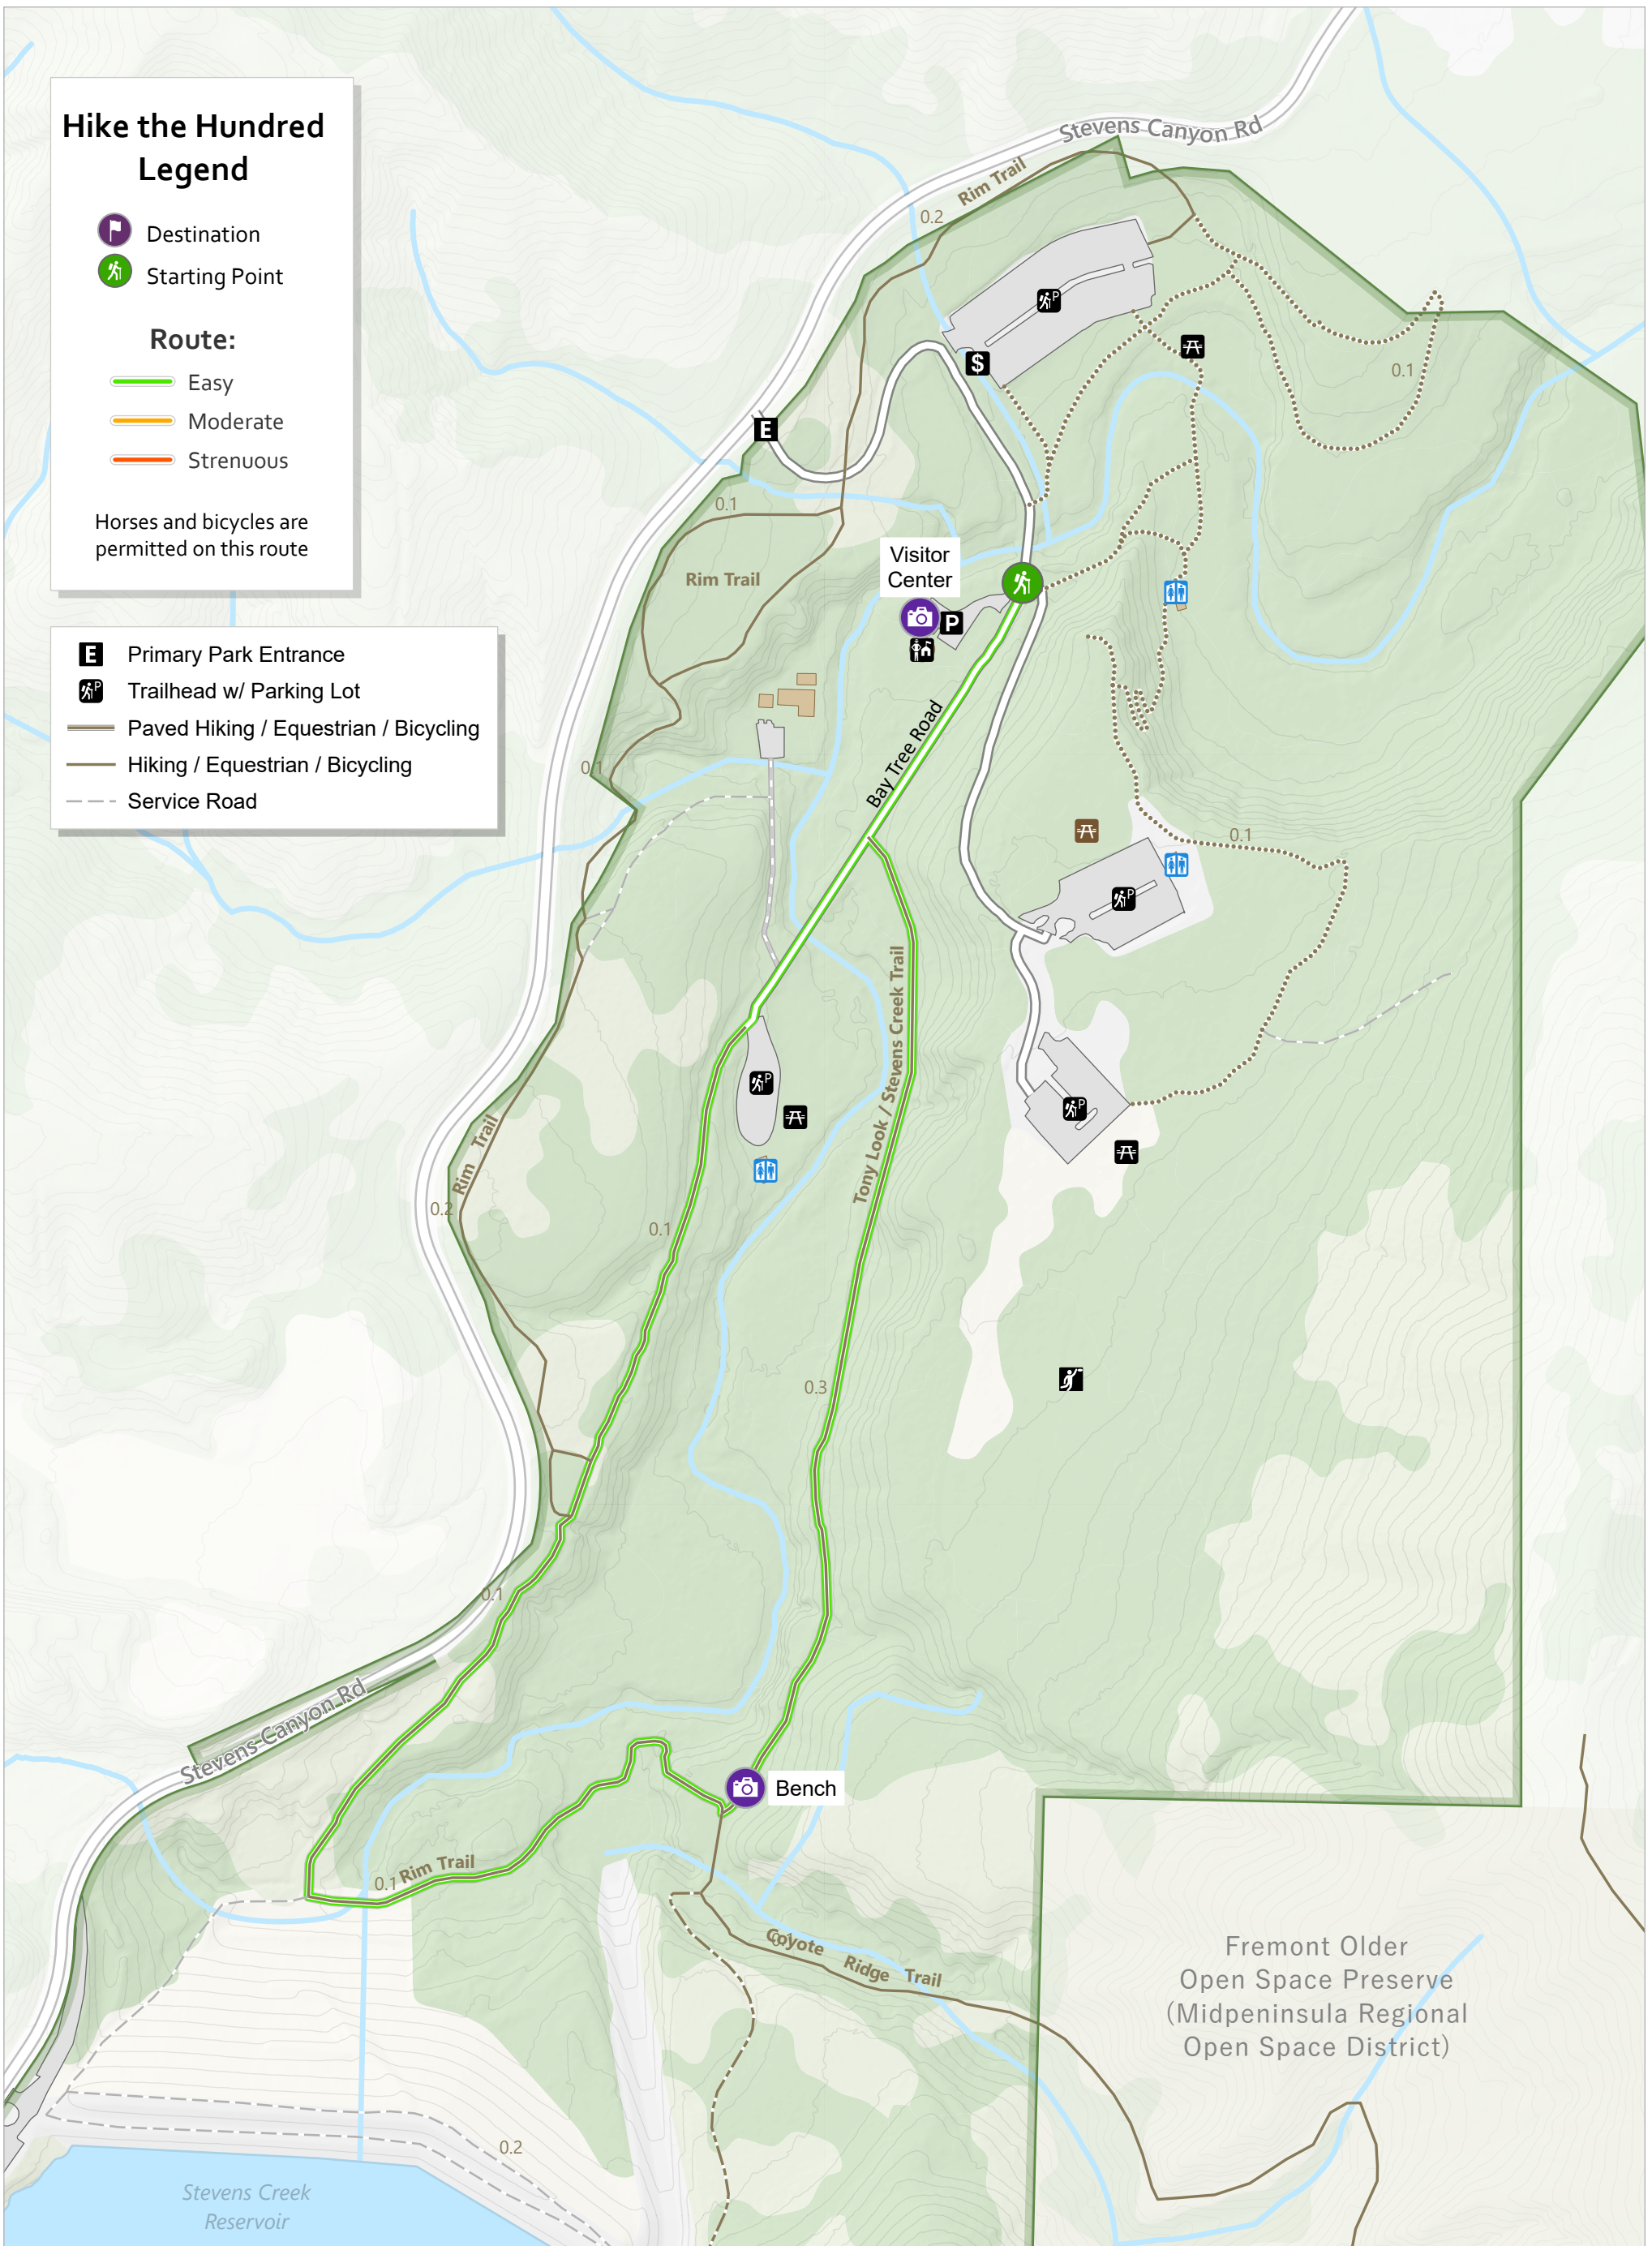 Hike the Hundred
Legend
Destination
Starting Point
Route:
Easy
Moderate
Strenuous
Horses and bicycles are
permitted on this route
E
Primary Park Entrance
P
Trailhead w/ Parking Lot
Paved Hiking / Equestrian / Bicycling
Hiking / Equestrian / Bicycling
Service Road
Stevens Canyon Rd
Rim Trail
0.2
P
$
0.1
E
0.1
Rim Trail
Visitor
Center
P
Bay Tree Road
0.1
0.1
P
Tony Look / Stevens Creek Trail
P
P
Rim Trail
0.2
0.1
0.3
0.1
Stevens Canyon Rd
Bench
Rim Trail
0.1
Coyote Ridge Trail
Fremont Older
Open Space Preserve
(Midpeninsula Regional
Open Space District)
0.2
Stevens Creek
Reservoir